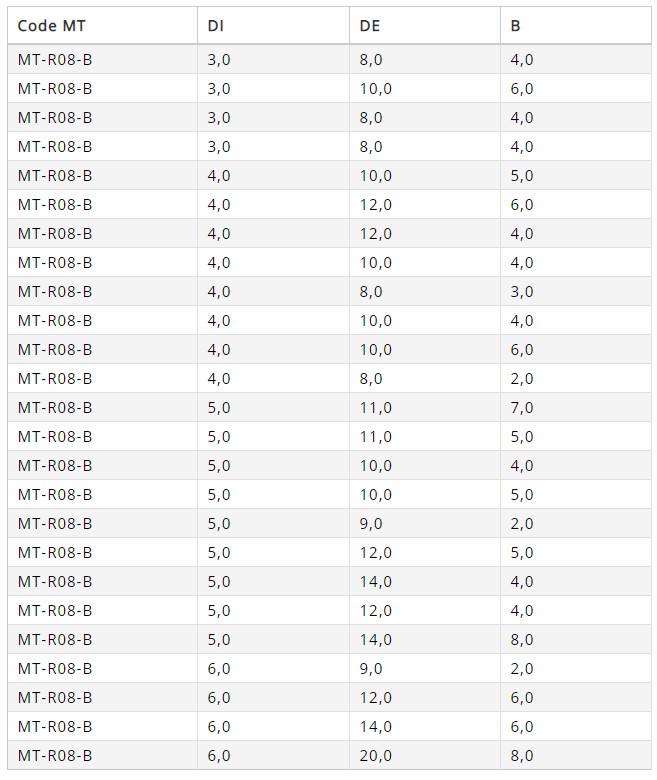 Code MT DI DE B
MT-R08-B 3,0 8,0 4,0
MT-R08-B 3,0 10,0 6,0
MT-R08-B 3,0 8,0 4,0
MT-R08-B 3,0 8,0 4,0
MT-R08-B 4,0 10,0 5,0
MT-R08-B 4,0 12,0 6,0
MT-R08-B 4,0 12,0 4,0
MT-R08-B 4,0 10,0 4,0
MT-R08-B 4,0 8,0 3,0
MT-R08-B 4,0 10,0 4,0
MT-R08-B 4,0 10,0 6,0
MT-R08-B 4,0 8,0 2,0
MT-R08-B 5,0 11,0 7,0
MT-R08-B 5,0 11,0 5,0
MT-R08-B 5,0 10,0 4,0
MT-R08-B 5,0 10,0 5,0
MT-R08-B 5,0 9,0 2,0
MT-R08-B 5,0 12,0 5,0
MT-R08-B 5,0 14,0 4,0
MT-R08-B 5,0 12,0 4,0
MT-R08-B 5,0 14,0 8,0
MT-R08-B 6,0 9,0 2,0
MT-R08-B 6,0 12,0 6,0
MT-R08-B 6,0 14,0 6,0
MT-R08-B 6,0 20,0 8,0